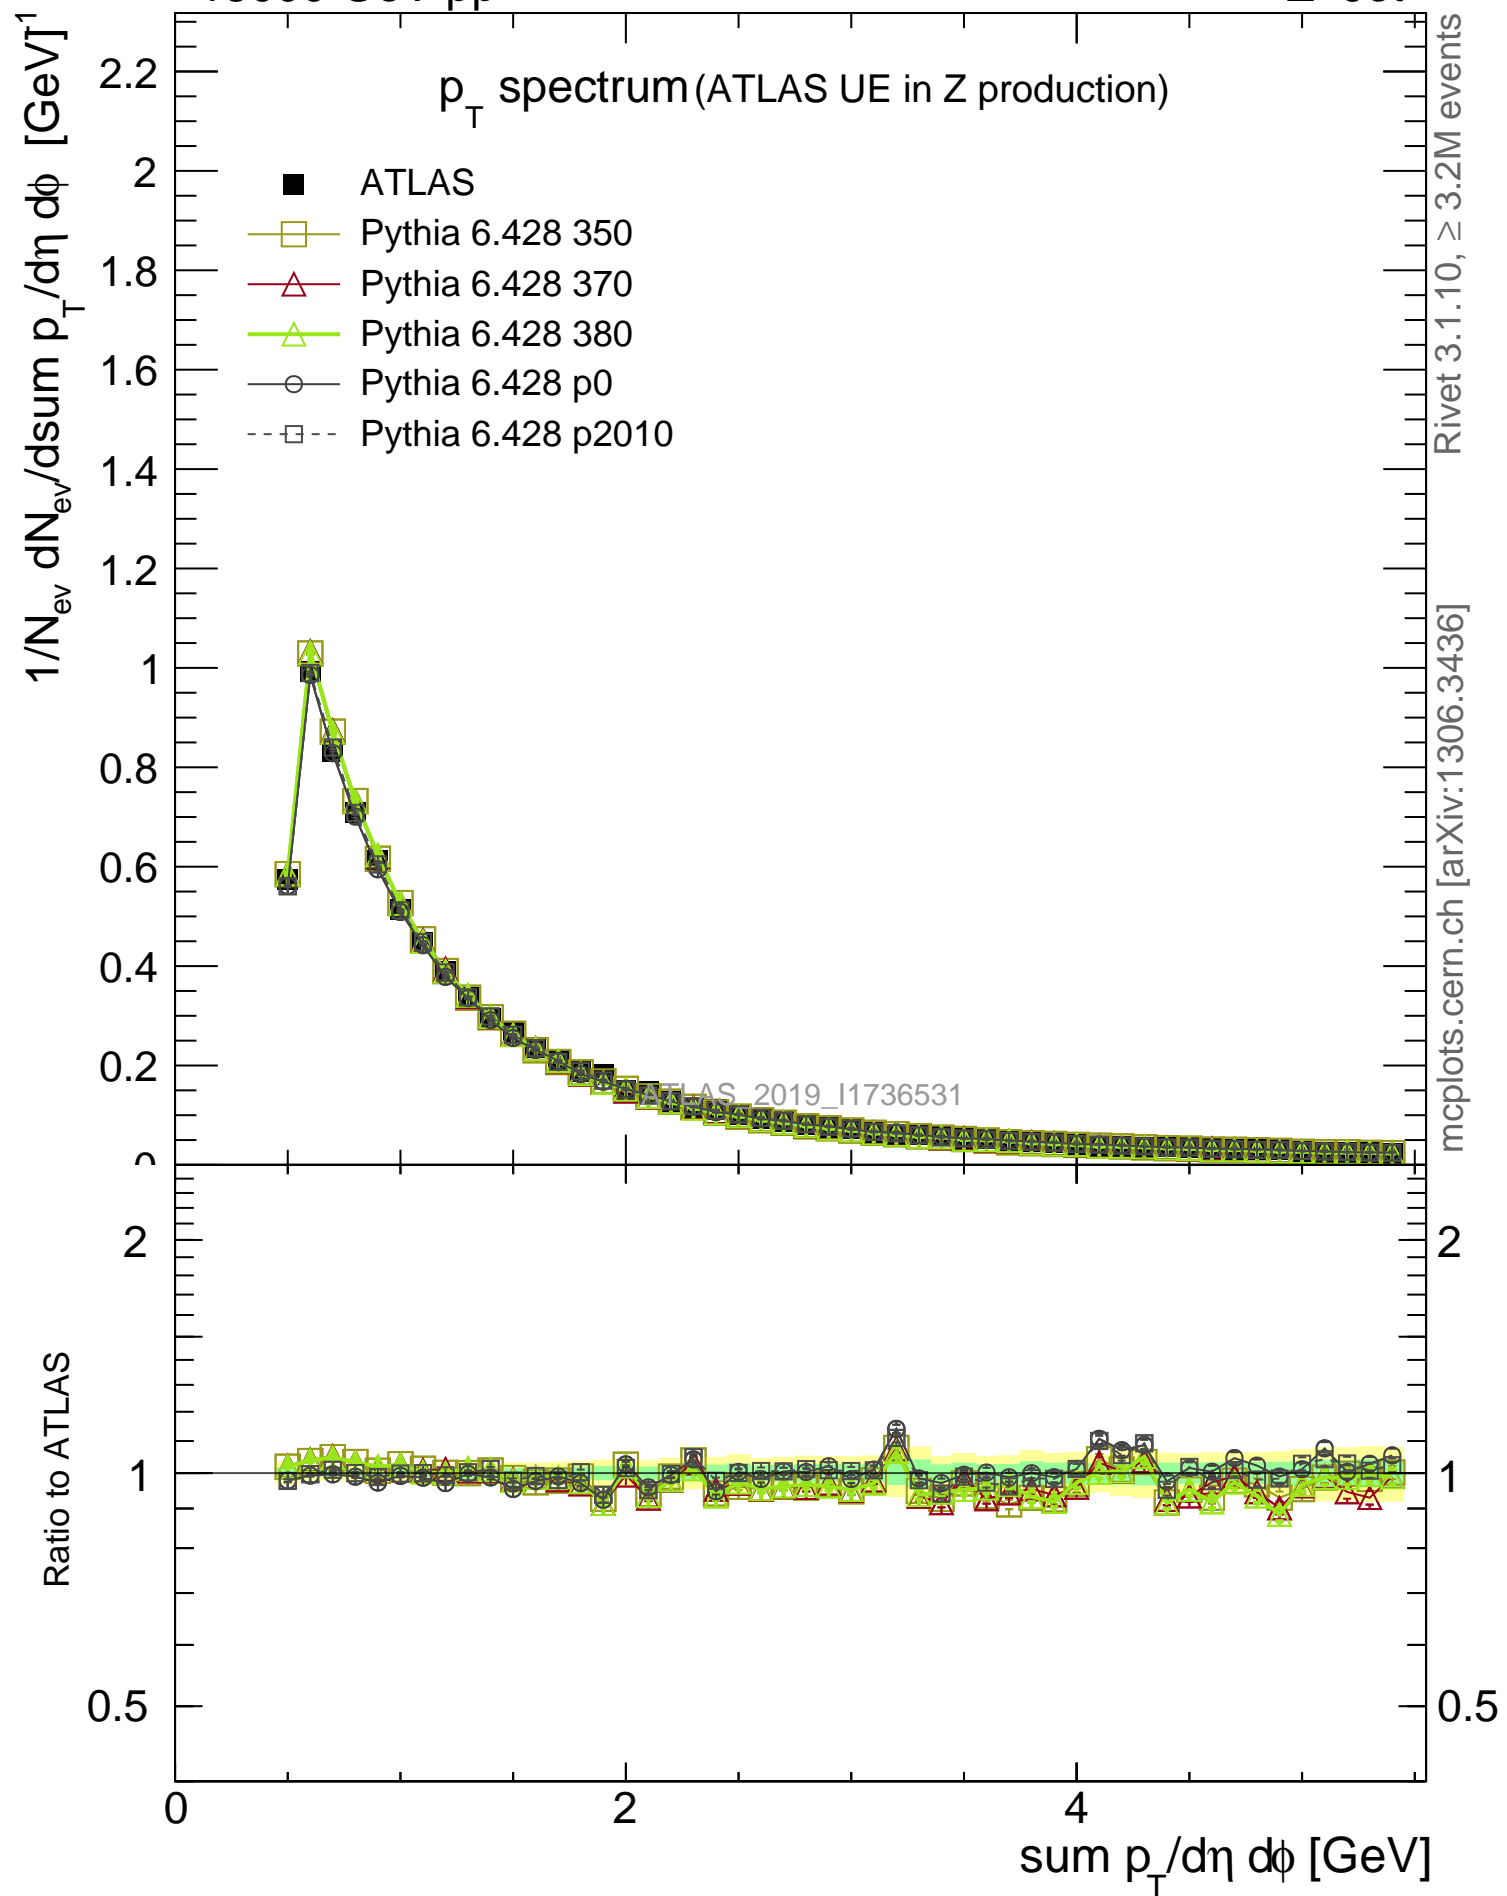 p_T spectrum (ATLAS UE in Z production)
1/N_ev dN_ev/dsum p_T/dη dϕ [GeV]^-1
ATLAS
Pythia 6.428 350
Pythia 6.428 370
Pythia 6.428 380
Pythia 6.428 p0
Pythia 6.428 p2010
2.2
2
1.8
1.6
1.4
1.2
1
0.8
0.6
0.4
0.2
0
ATLAS_2019_I1736531
Rivet 3.1.10, ≥ 3.2M events
mcplots.cern.ch [arXiv:1306.3436]
Ratio to ATLAS
2
1
0.5
2
1
0.5
0
2
4
sum p_T/dη dϕ [GeV]